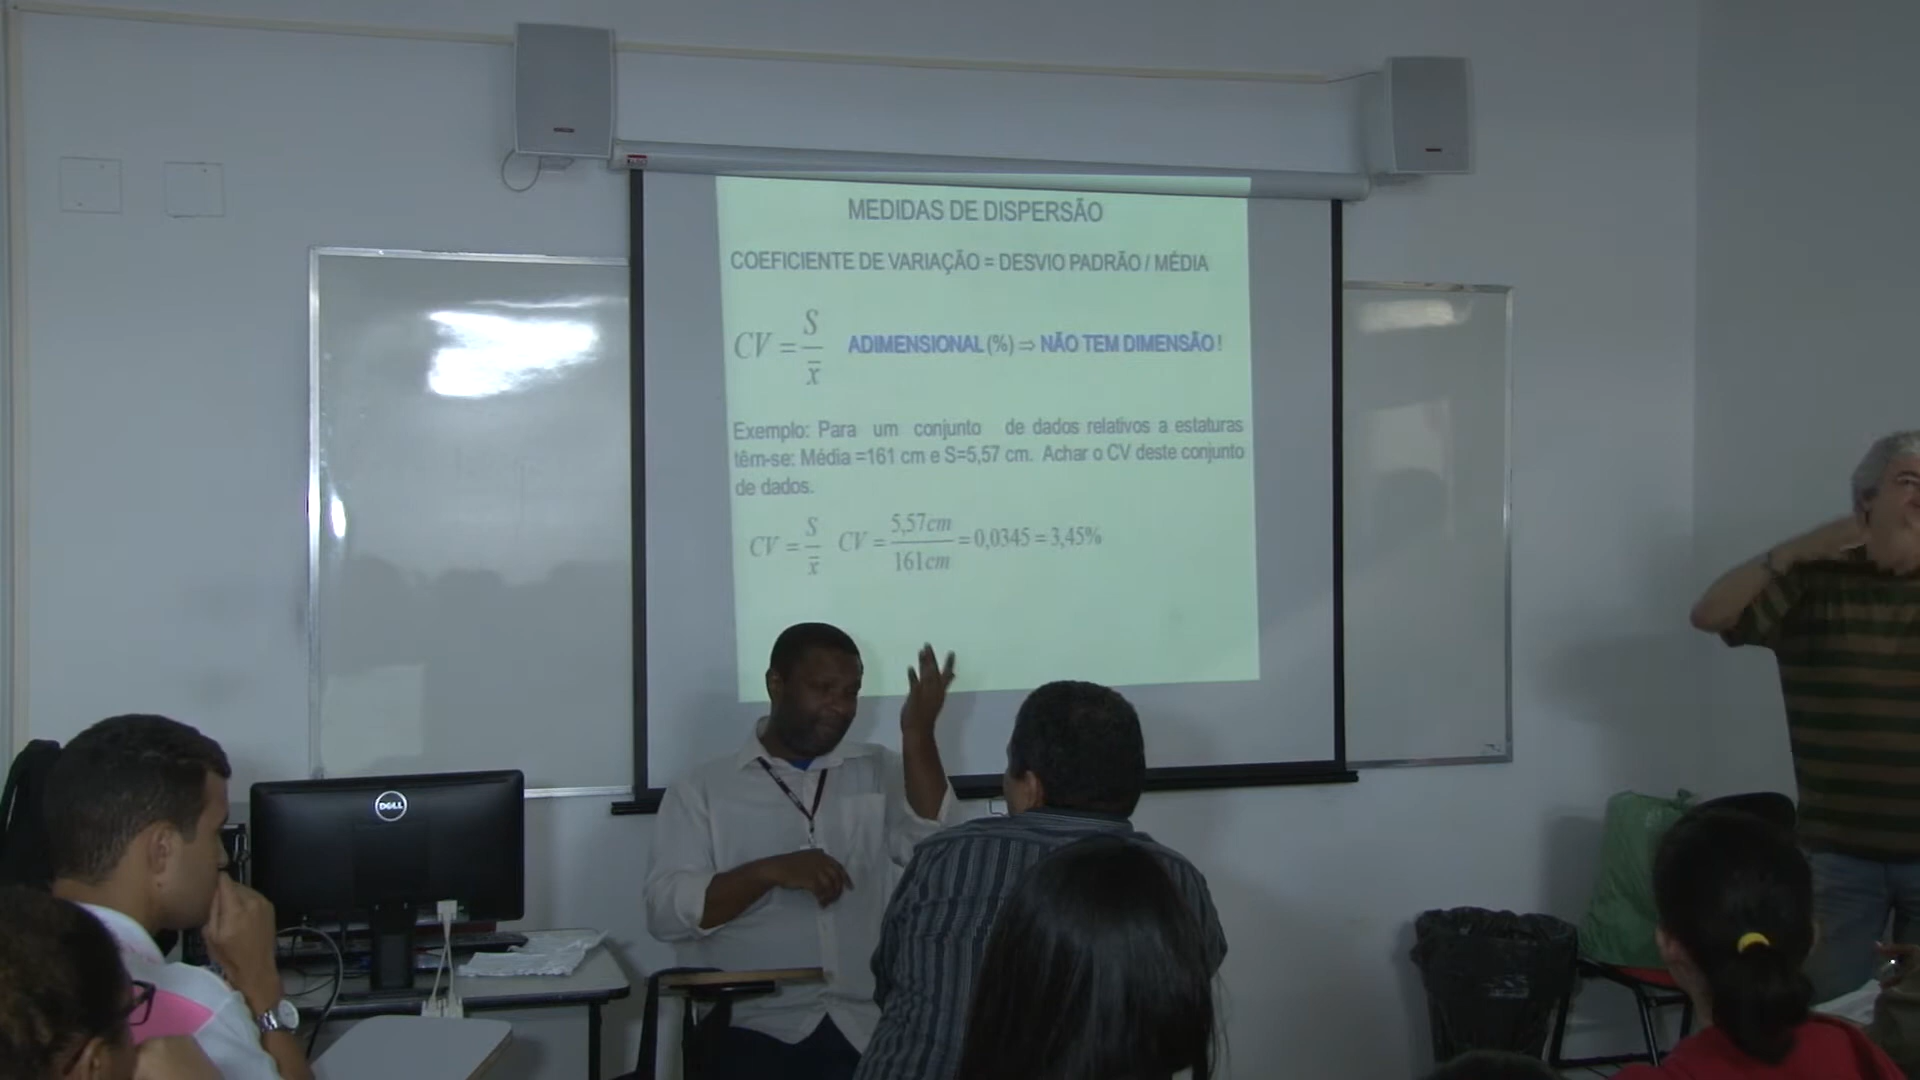 MEDIDAS DE DISPERSÃO
COEFICIENTE DE VARIAÇÃO = DESVIO PADRÃO / MÉDIA
CV = S / x̄ ADIMENSIONAL (%) ⇒ NÃO TEM DIMENSÃO !
Exemplo: Para um conjunto de dados relativos a estaturas
têm-se: Média =161 cm e S=5,57 cm. Achar o CV deste conjunto
de dados.
CV = S / x̄ CV = 5,57cm / 161cm = 0,0345 = 3,45%
DELL